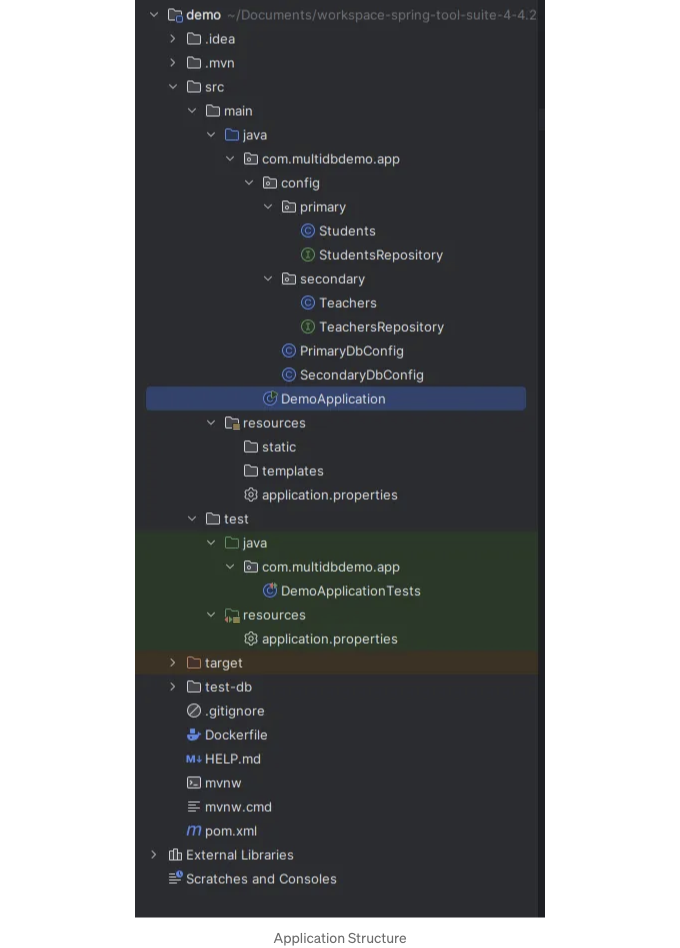 demo ~/Documents/workspace-spring-tool-suite-4-4.2
.idea
.mvn
src
main
java
com.multidbdemo.app
config
primary
Students
StudentsRepository
secondary
Teachers
TeachersRepository
PrimaryDbConfig
SecondaryDbConfig
DemoApplication
resources
static
templates
application.properties
test
java
com.multidbdemo.app
DemoApplicationTests
resources
application.properties
target
test-db
.gitignore
Dockerfile
HELP.md
mvnw
mvnw.cmd
pom.xml
External Libraries
Scratches and Consoles
Application Structure